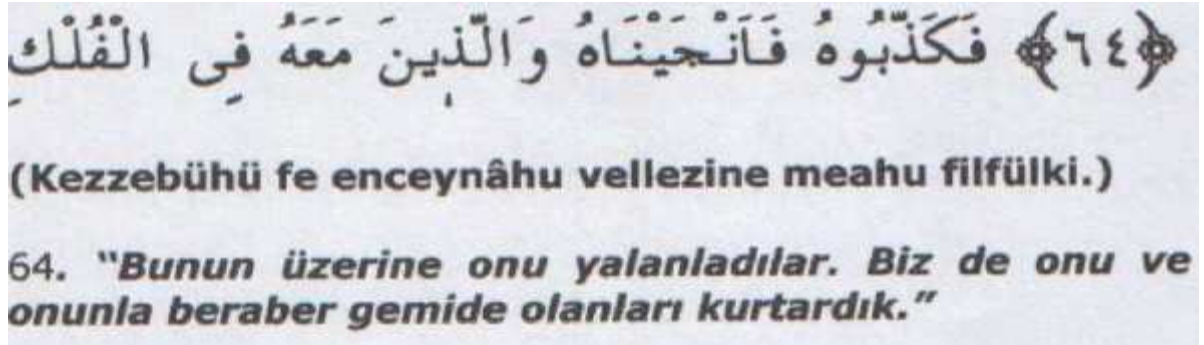 ﴿٦٤﴾ فَكَذَّبُوهُ فَاَنْجَيْنَاهُ وَالَّذ۪ينَ مَعَهُ فِى الْفُلْكِ
(Kezzebühü fe enceynâhu vellezine meahu filfülki.)
64. "Bunun üzerine onu yalanladılar. Biz de onu ve
onunla beraber gemide olanları kurtardık."